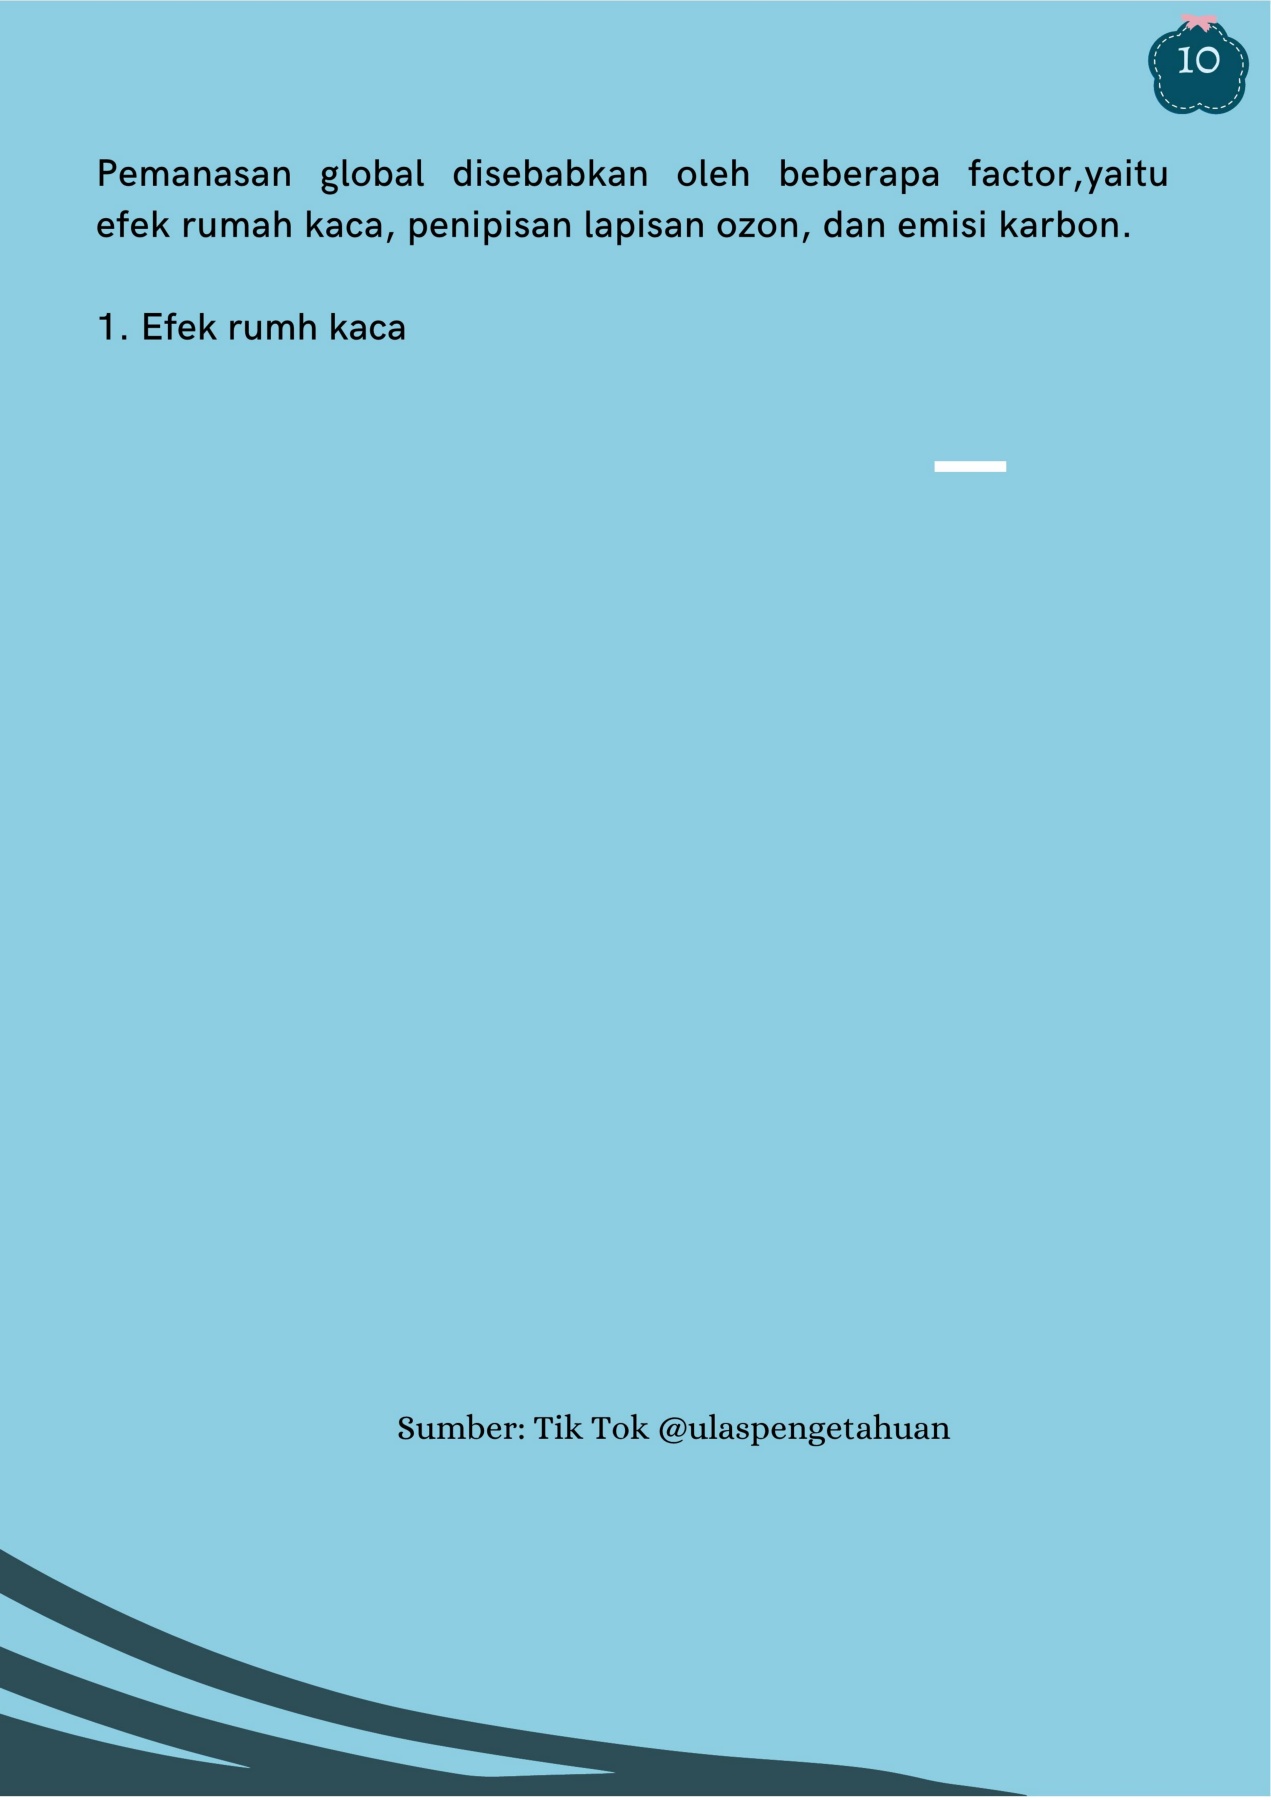 10
Pemanasan global disebabkan oleh beberapa factor,yaitu
efek rumah kaca, penipisan lapisan ozon, dan emisi karbon.
1. Efek rumh kaca
Sumber: Tik Tok @ulaspengetahuan